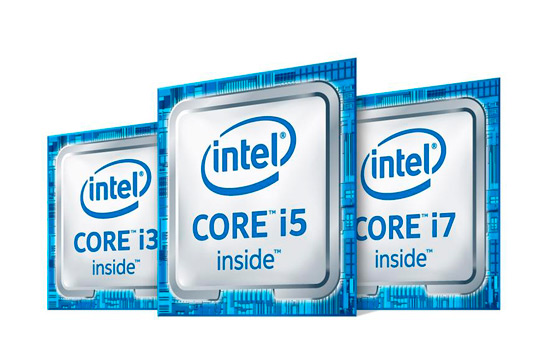 intel®
CORE™ i3
inside™
intel®
CORE™ i5
inside™
intel®
CORE™ i7
inside™